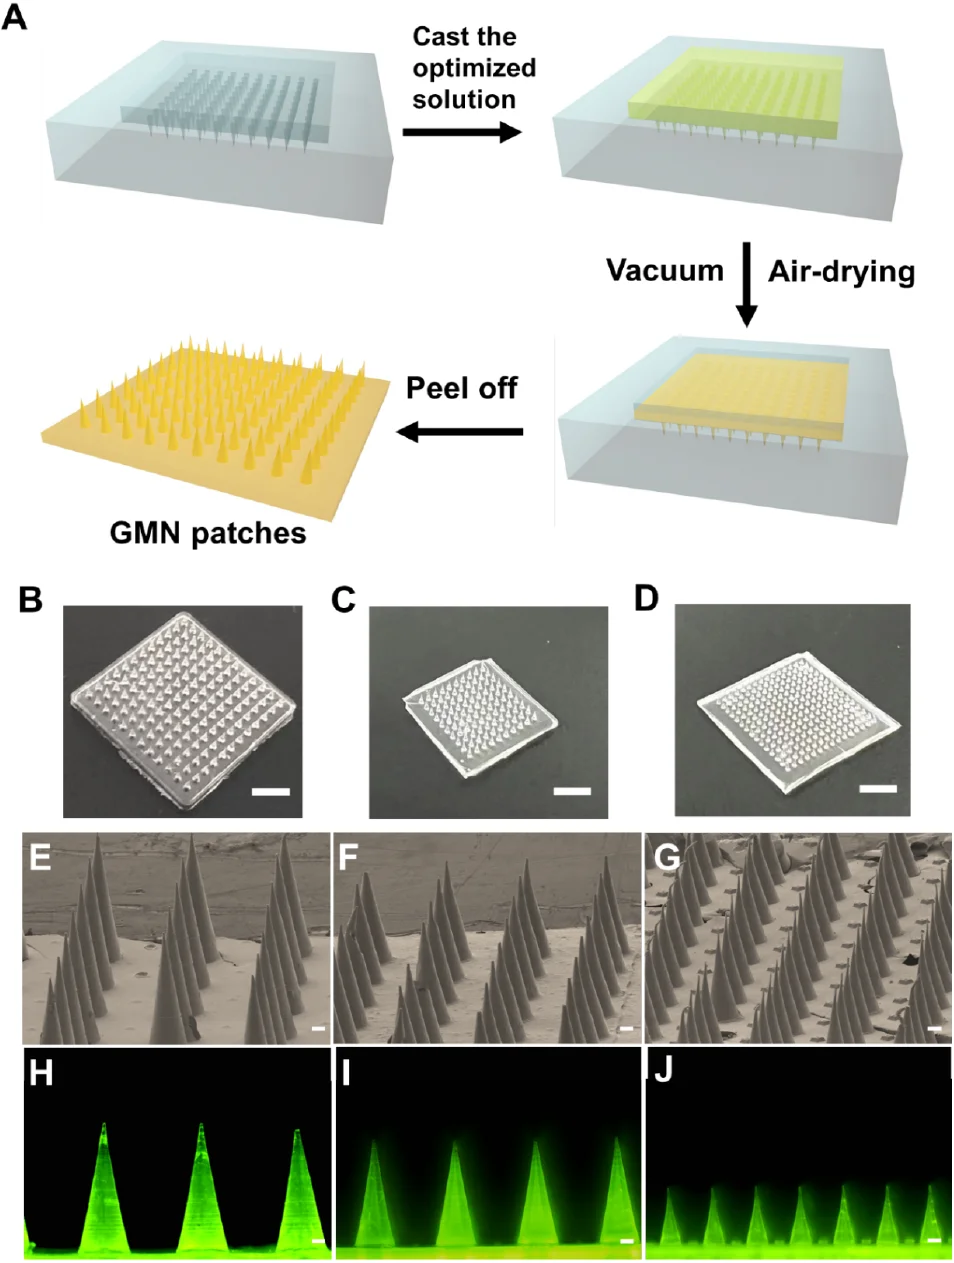 A
Cast the
optimized
solution
Vacuum
Air-drying
Peel off
GMN patches
B
C
D
E
F
G
H
I
J